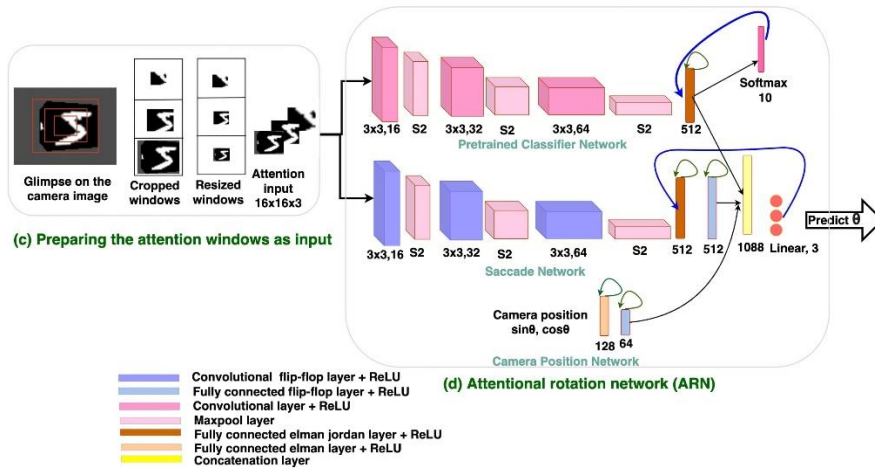 Glimpse on the
camera image
Cropped
windows
Resized
windows
Attention
input
16x16x3
(c) Preparing the attention windows as input
3x3,16
S2
3x3,32
S2
3x3,64
S2
512
Softmax
10
Pretrained Classifier Network
3x3,16
S2
3x3,32
S2
3x3,64
S2
512
512
1088
Linear, 3
Predict θ
Saccade Network
Camera position
sinθ, cosθ
128
64
Camera Position Network
(d) Attentional rotation network (ARN)
Convolutional flip-flop layer + ReLU
Fully connected flip-flop layer + ReLU
Convolutional layer + ReLU
Maxpool layer
Fully connected elman jordan layer + ReLU
Fully connected elman layer + ReLU
Concatenation layer